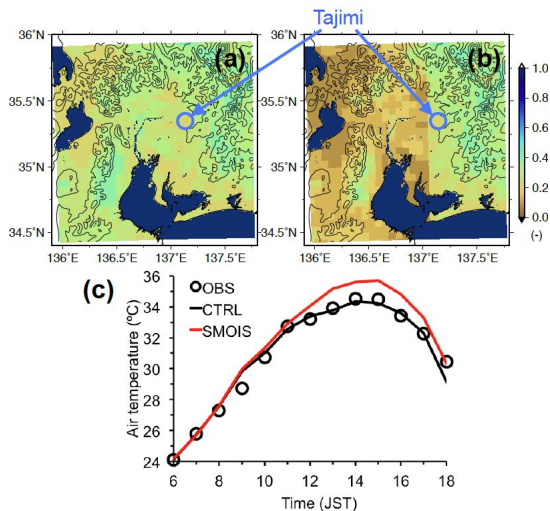 Tajimi
36°N
35.5°N
35°N
34.5°N
136°E 136.5°E 137°E 137.5°E
(a)
36°N
35.5°N
35°N
34.5°N
136°E 136.5°E 137°E 137.5°E
(b)
1.0
0.8
0.6
0.4
0.2
0.0
(-)
(c)
OBS
CTRL
SMOIS
Air temperature (ºC)
36
34
32
30
28
26
24
6 8 10 12 14 16 18
Time (JST)